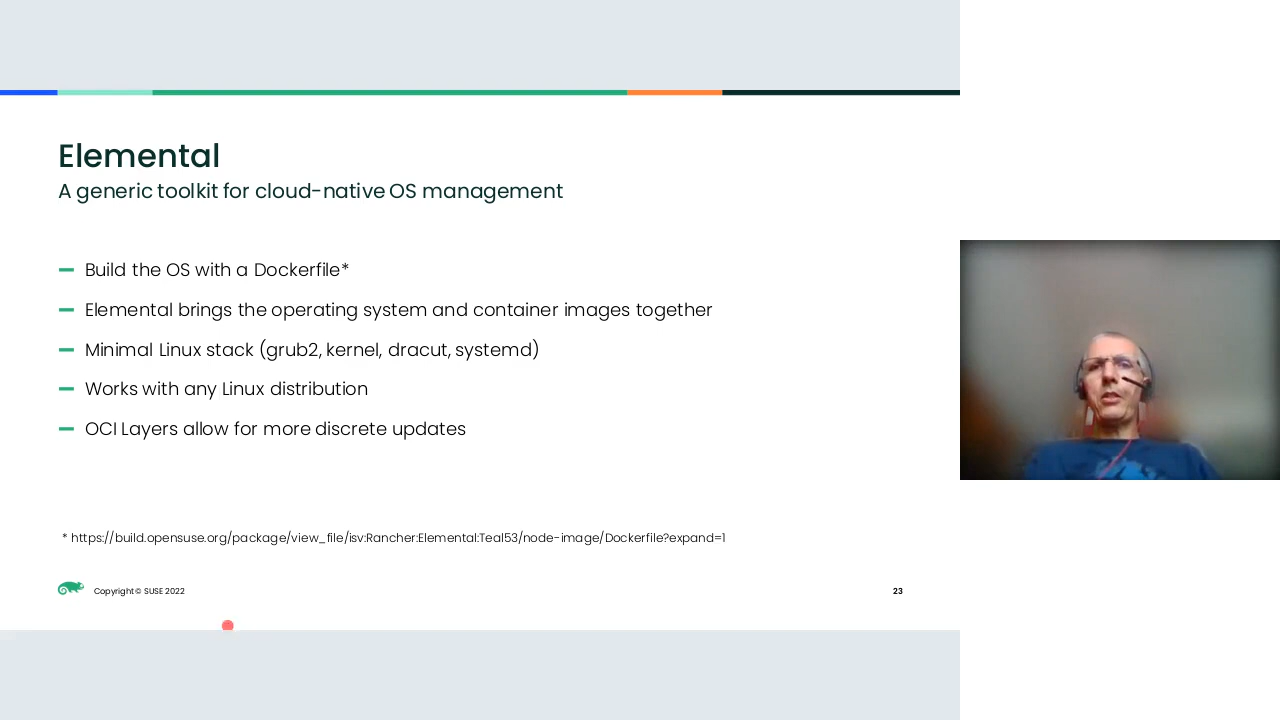 Elemental
A generic toolkit for cloud-native OS management
Build the OS with a Dockerfile*
Elemental brings the operating system and container images together
Minimal Linux stack (grub2, kernel, dracut, systemd)
Works with any Linux distribution
OCI Layers allow for more discrete updates
* https://build.opensuse.org/package/view_file/isv:Rancher:Elemental:Teal53/node-image/Dockerfile?expand=1
Copyright © SUSE 2022
23